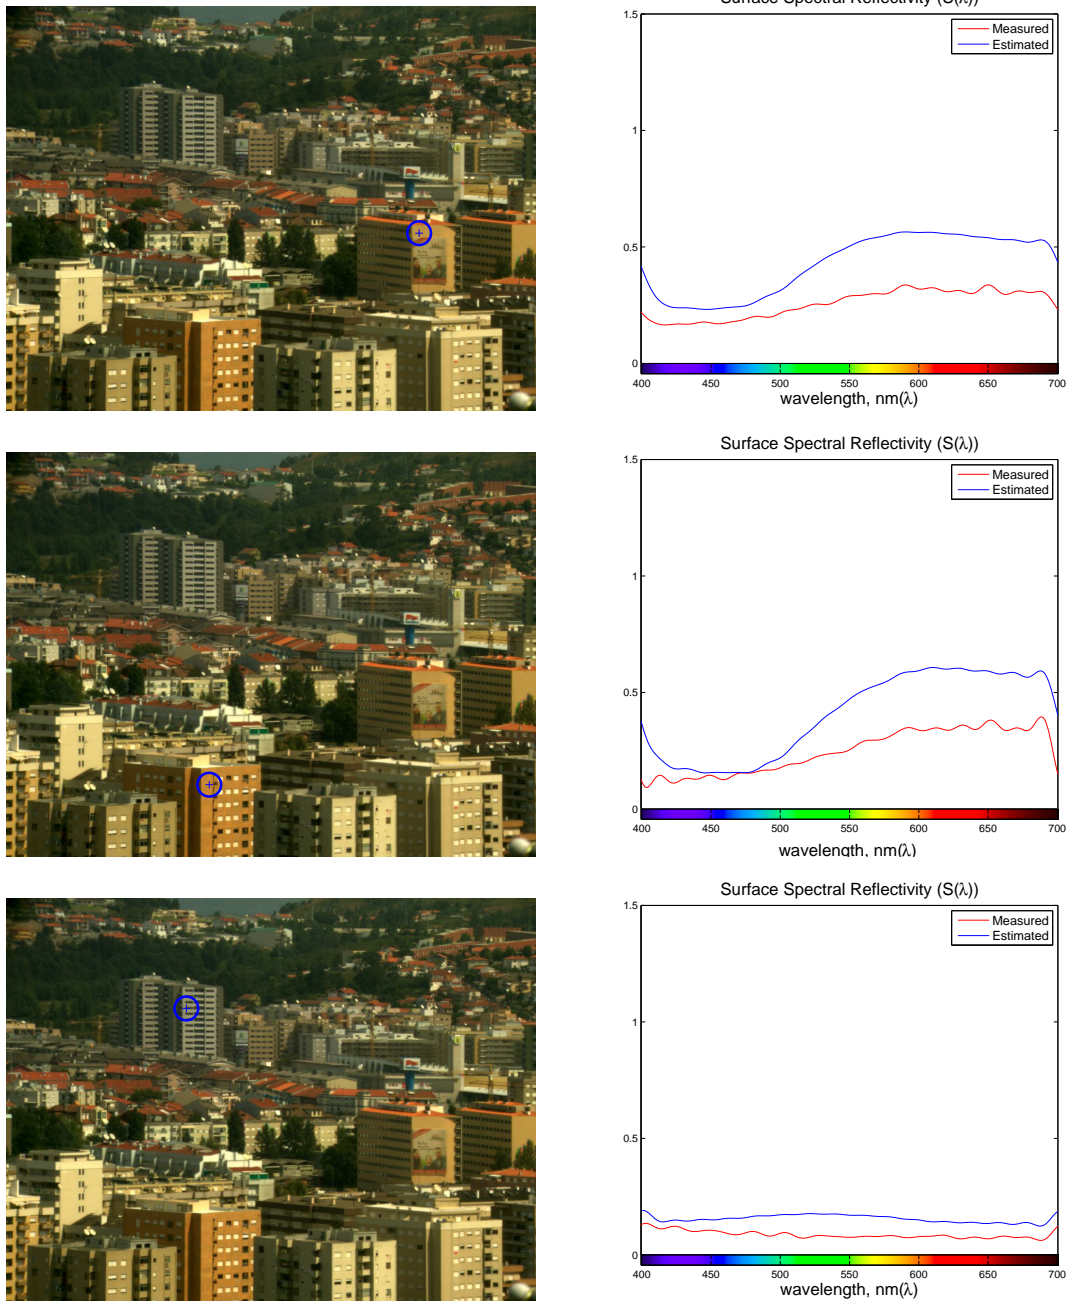 Surface Spectral Reflectivity (S(λ))
1.5
Measured
Estimated
1
0.5
0
400 450 500 550 600 650 700
wavelength, nm(λ)
Surface Spectral Reflectivity (S(λ))
1.5
Measured
Estimated
1
0.5
0
400 450 500 550 600 650 700
wavelength, nm(λ)
Surface Spectral Reflectivity (S(λ))
1.5
Measured
Estimated
1
0.5
0
400 450 500 550 600 650 700
wavelength, nm(λ)